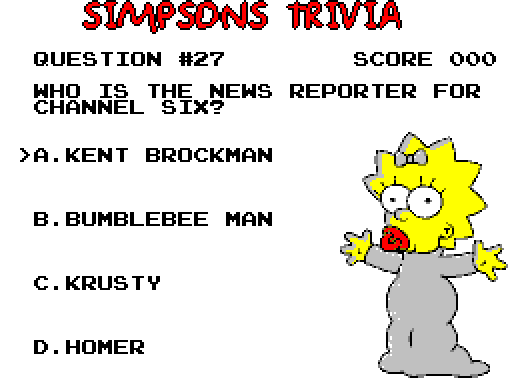 SIMPSONS TRIVIA
QUESTION #27 SCORE 000
WHO IS THE NEWS REPORTER FOR
CHANNEL SIX?
>A.KENT BROCKMAN
B.BUMBLEBEE MAN
C.KRUSTY
D.HOMER